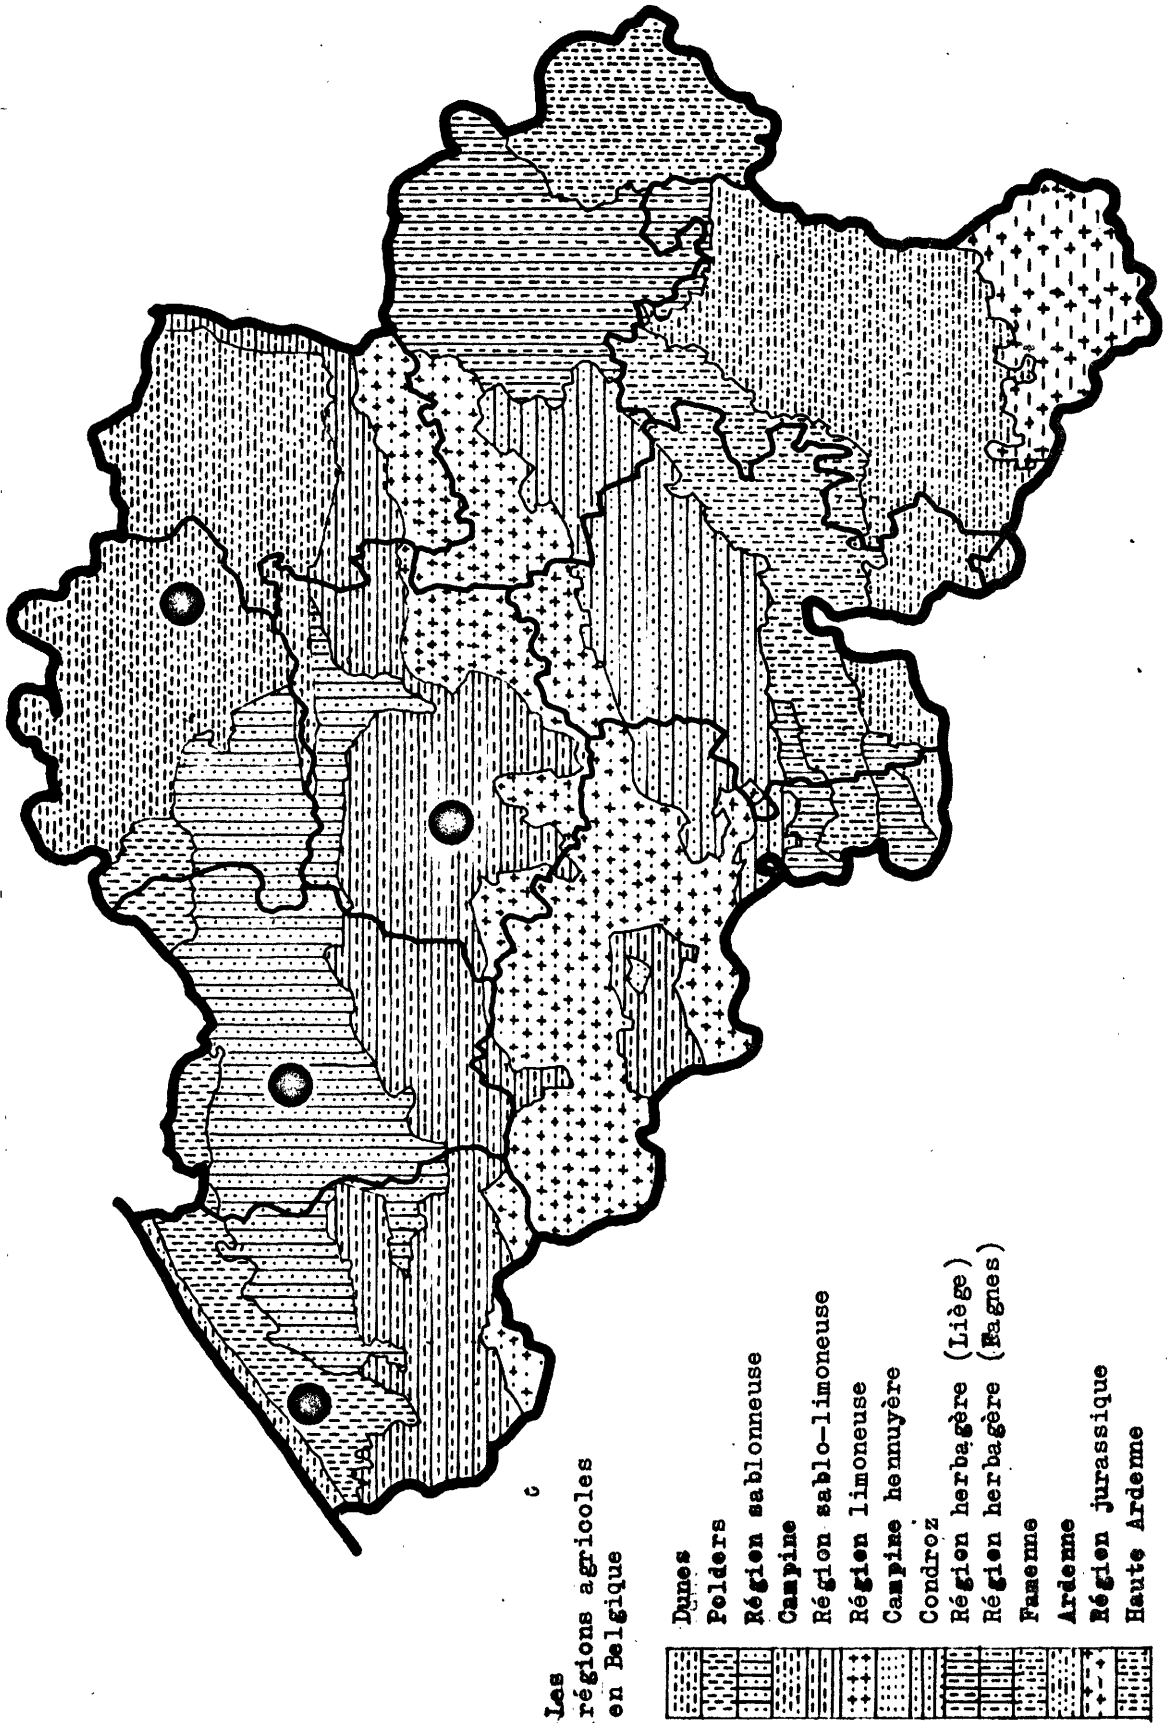 Les
régions agricoles
en Belgique
Dunes
Polders
Région sablonneuse
Campine
Région sablo-limoneuse
Région limoneuse
Campine hennuyère
Condroz
Région herbagère (Liège)
Région herbagère (Fagnes)
Famenne
Ardenne
Région jurassique
Haute Ardenne